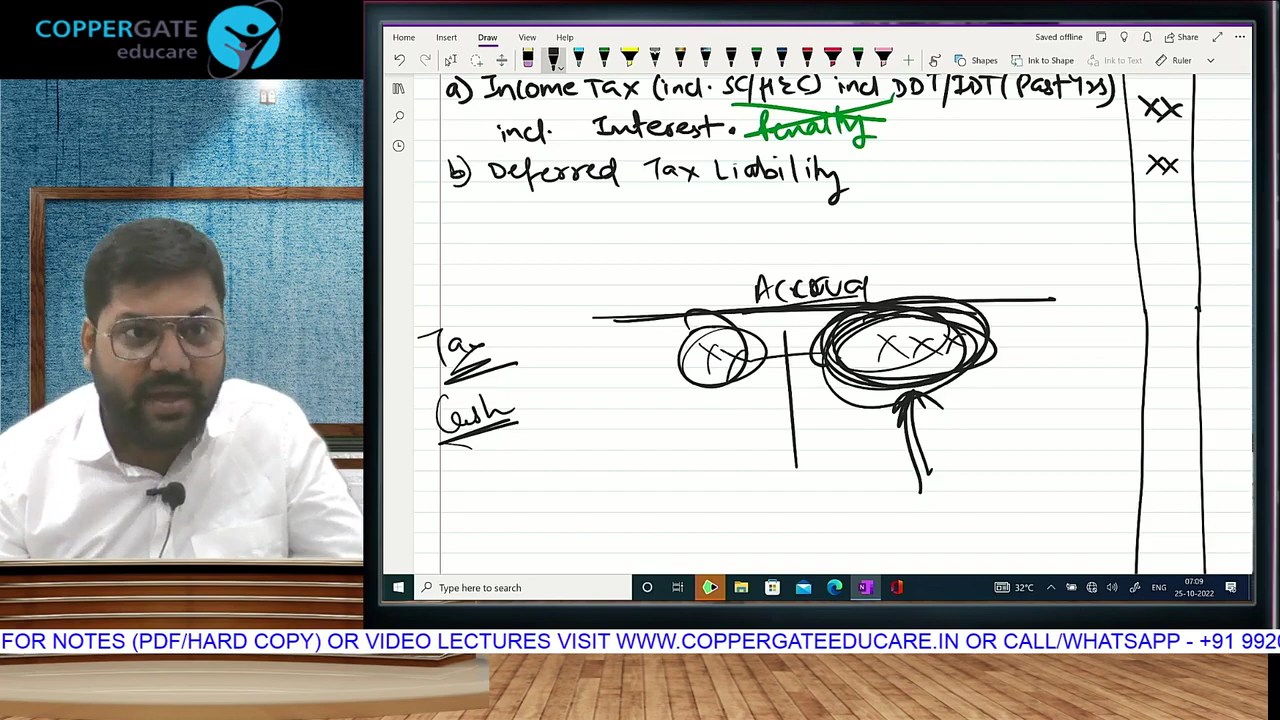 COPPERGATE
educare
Home Insert Draw View Help
Saved offline
Share
Shapes
Ink to Shape
Ink to Text
Ruler
a) Income Tax (incl. SC/HEC) incl DDT/IDT (Past Yrs)
XX
incl. Interest. Penalty
b) Deferred Tax Liability
XX
Accrual
Tax
XX
XXX
Cash
Type here to search
32°C
ENG
07:09
25-10-2022
FOR NOTES (PDF/HARD COPY) OR VIDEO LECTURES VISIT WWW.COPPERGATEEDUCARE.IN OR CALL/WHATSAPP - +91 992